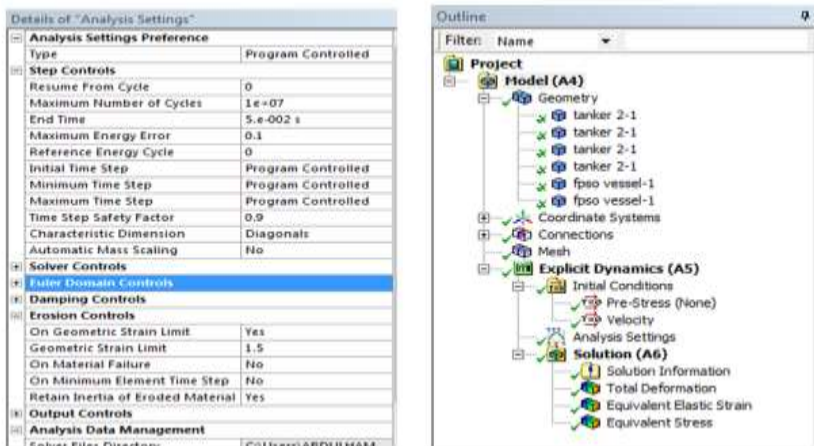 Details of "Analysis Settings"
Analysis Settings Preference
Type Program Controlled
Step Controls
Resume From Cycle 0
Maximum Number of Cycles 1e+07
End Time 5.e-002 s
Maximum Energy Error 0.1
Reference Energy Cycle 0
Initial Time Step Program Controlled
Minimum Time Step Program Controlled
Maximum Time Step Program Controlled
Time Step Safety Factor 0.9
Characteristic Dimension Diagonals
Automatic Mass Scaling No
Solver Controls
Euler Domain Controls
Damping Controls
Erosion Controls
On Geometric Strain Limit Yes
Geometric Strain Limit 1.5
On Material Failure No
On Minimum Element Time Step No
Retain Inertia of Eroded Material Yes
Output Controls
Analysis Data Management
Solver Files Directory C:\Users\ABDULHAM
Outline
Filter: Name
Project
Model (A4)
Geometry
tanker 2-1
tanker 2-1
tanker 2-1
tanker 2-1
fpso vessel-1
fpso vessel-1
Coordinate Systems
Connections
Mesh
Explicit Dynamics (A5)
Initial Conditions
Pre-Stress (None)
Velocity
Analysis Settings
Solution (A6)
Solution Information
Total Deformation
Equivalent Elastic Strain
Equivalent Stress